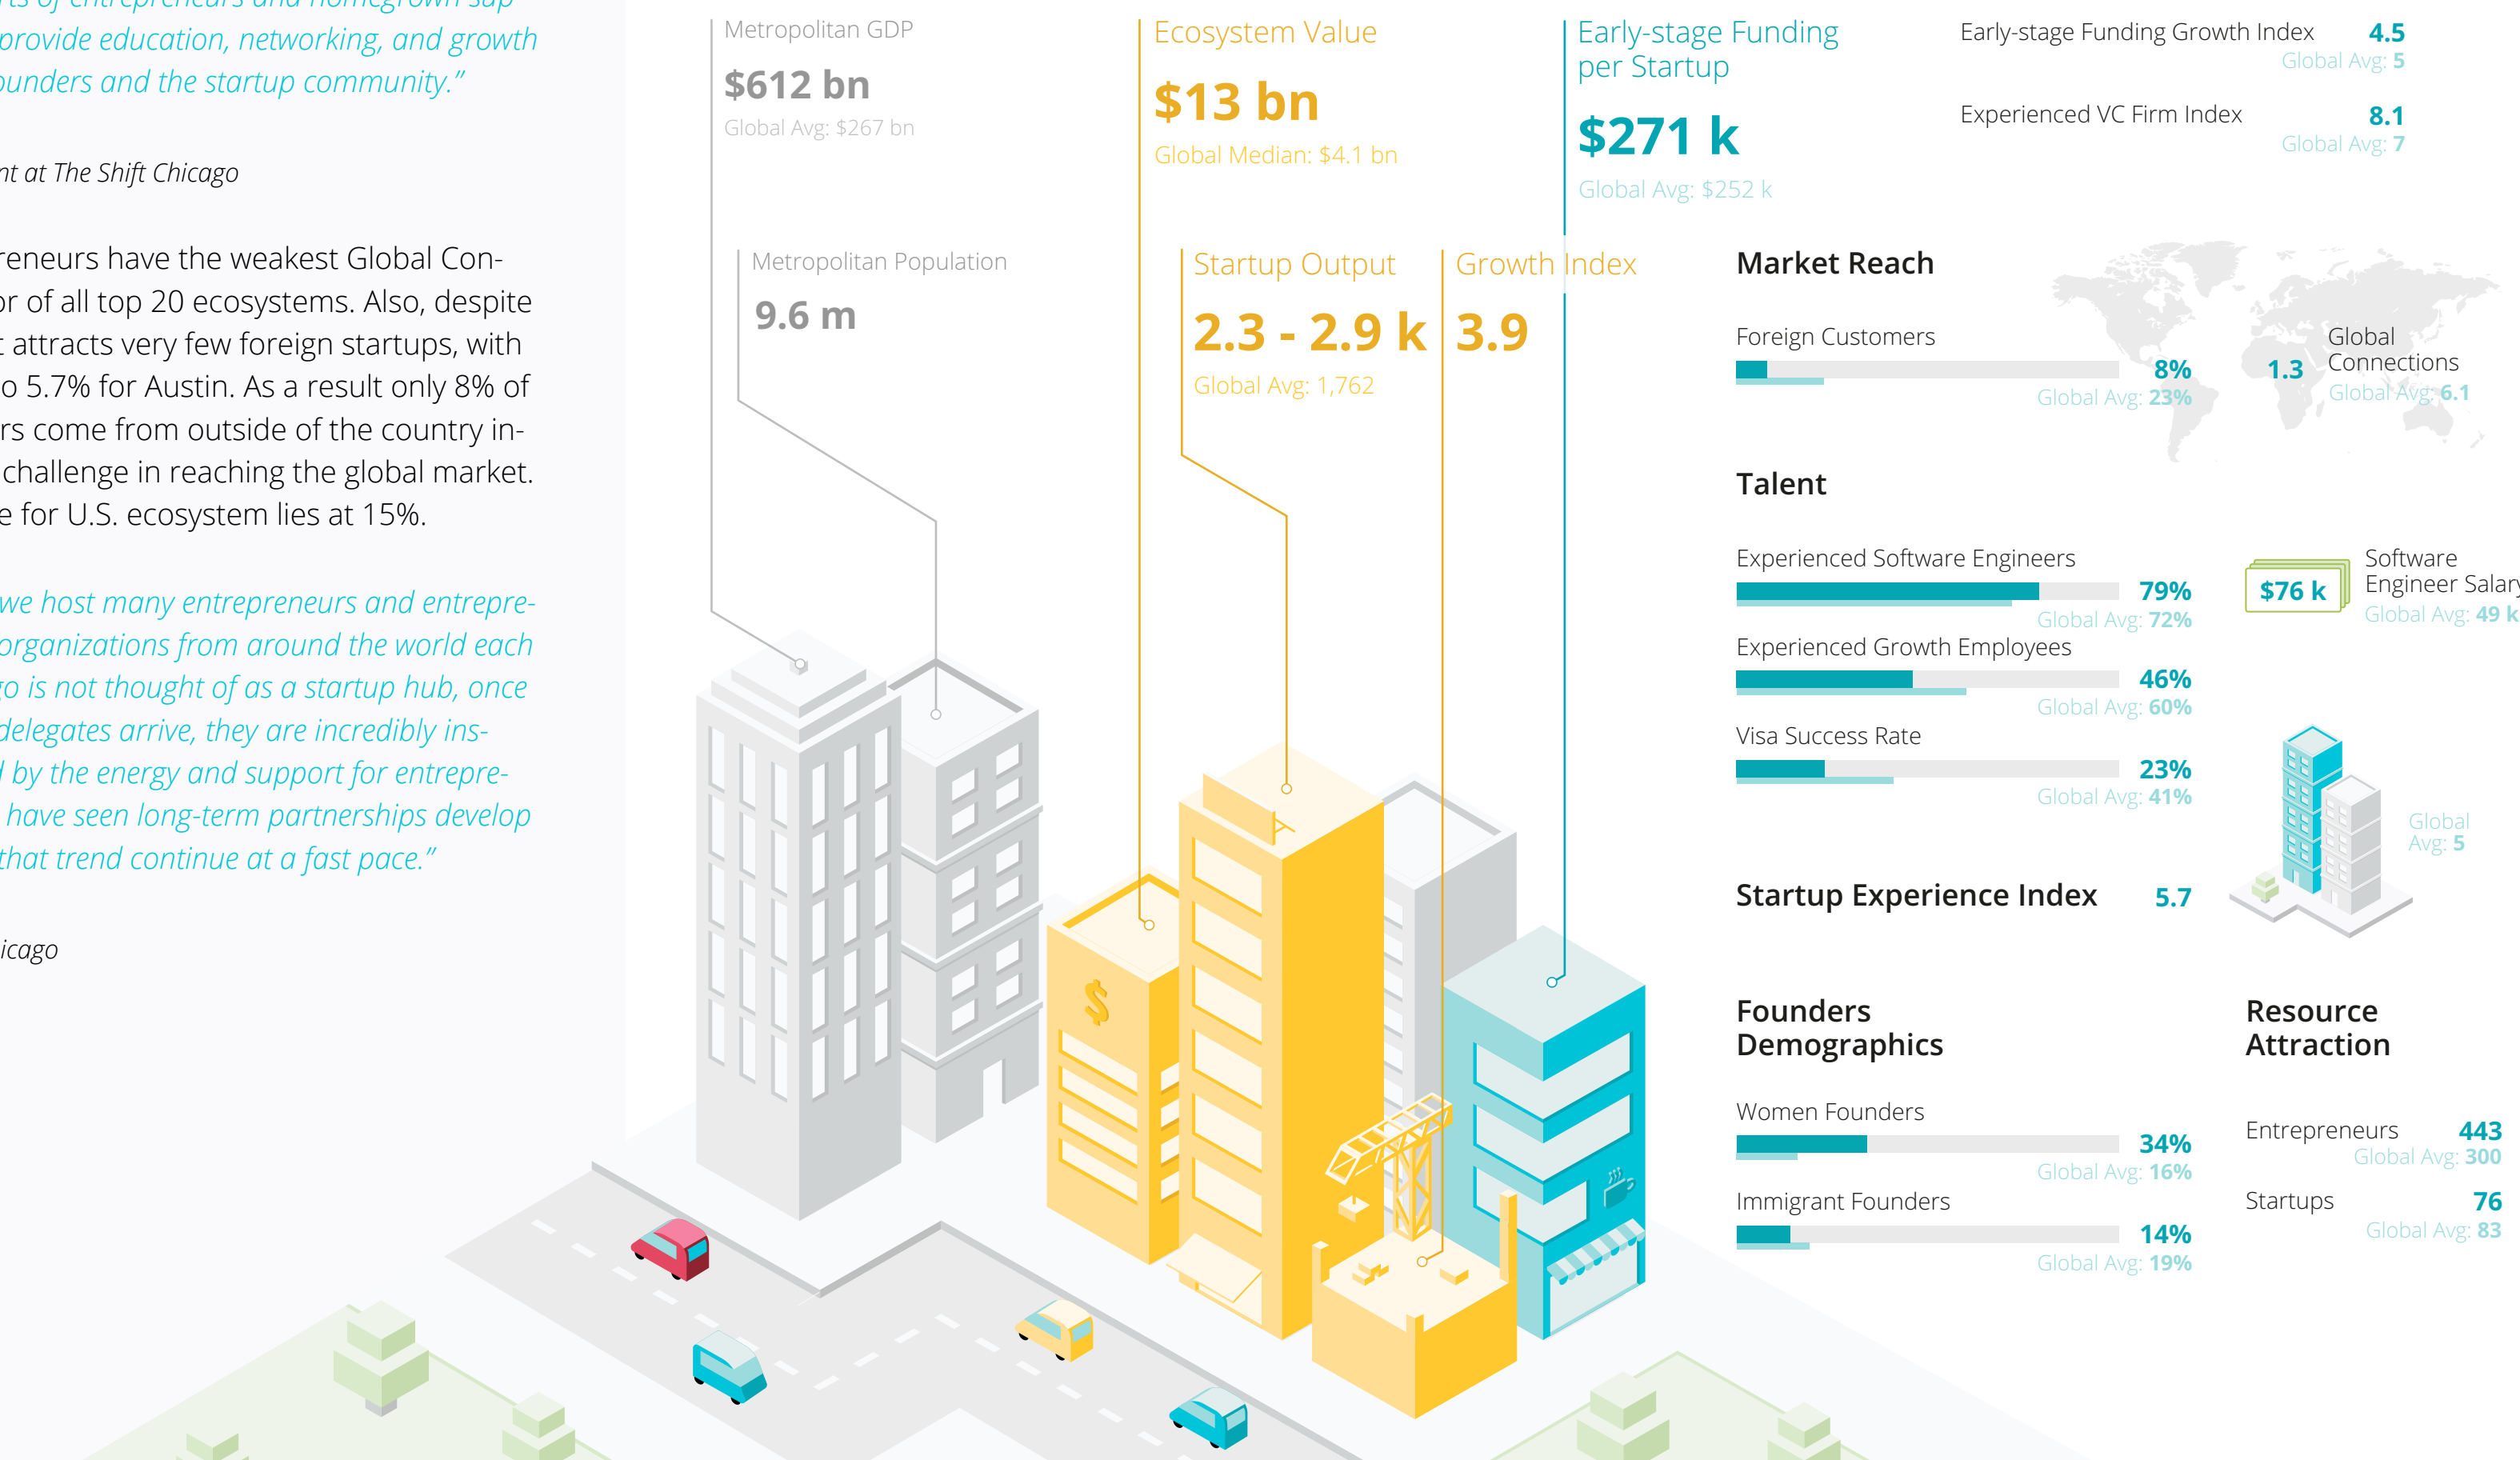 provide education, networking, and growth
and the startup community.”
at The Shift Chicago
have the weakest Global Con-
of all top 20 ecosystems. Also, despite
attracts very few foreign startups, with
5.7% for Austin. As a result only 8% of
come from outside of the country in-
challenge in reaching the global market.
for U.S. ecosystem lies at 15%.
we host many entrepreneurs and entrepre-
organizations from around the world each
is not thought of as a startup hub, once
delegates arrive, they are incredibly ins-
by the energy and support for entrepre-
have seen long-term partnerships develop
that trend continue at a fast pace.”
Metropolitan GDP
$612 bn
Global Avg: $267 bn
Metropolitan Population
9.6 m
Ecosystem Value
$13 bn
Global Median: $4.1 bn
Startup Output
2.3 - 2.9 k
Global Avg: 1,762
Growth Index
3.9
Early-stage Funding
per Startup
$271 k
Global Avg: $252 k
Early-stage Funding Growth Index 4.5
Global Avg: 5
Experienced VC Firm Index 8.1
Global Avg: 7
Market Reach
Foreign Customers
8%
Global Avg: 23%
1.3
Global
Connections
Global Avg: 6.1
Talent
Experienced Software Engineers
79%
Global Avg: 72%
Experienced Growth Employees
46%
Global Avg: 60%
Visa Success Rate
23%
Global Avg: 41%
$76 k
Software
Engineer Salary
Global Avg: 49 k
Startup Experience Index 5.7
Global
Avg: 5
Founders
Demographics
Women Founders
34%
Global Avg: 16%
Immigrant Founders
14%
Global Avg: 19%
Resource
Attraction
Entrepreneurs 443
Global Avg: 300
Startups 76
Global Avg: 83
$